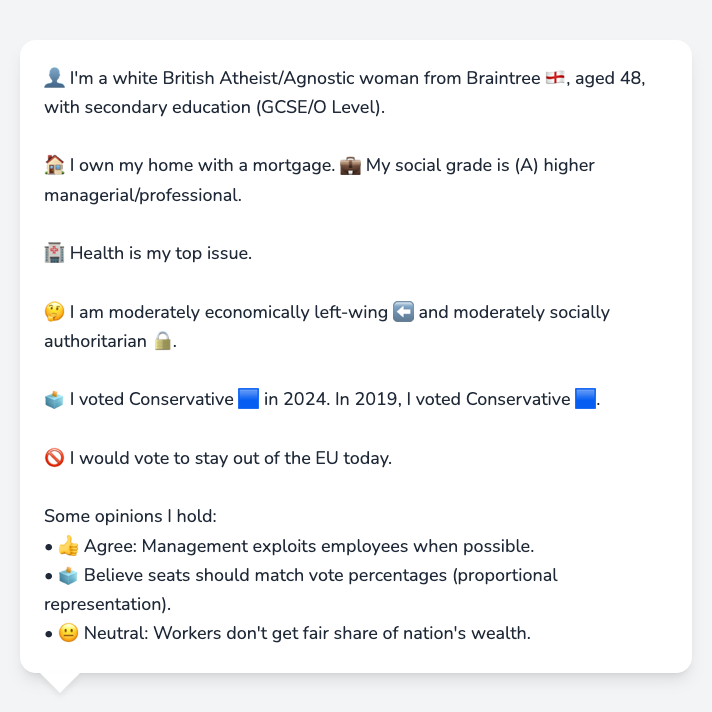 👤 I'm a white British Atheist/Agnostic woman from Braintree 🏴󠁧󠁢󠁥󠁮󠁧󠁿, aged 48,
with secondary education (GCSE/O Level).
🏠 I own my home with a mortgage. 💼 My social grade is (A) higher
managerial/professional.
🏥 Health is my top issue.
🤔 I am moderately economically left-wing ⬅️ and moderately socially
authoritarian 🔒.
🗳️ I voted Conservative 🟦 in 2024. In 2019, I voted Conservative 🟦.
🚫 I would vote to stay out of the EU today.
Some opinions I hold:
• 👍 Agree: Management exploits employees when possible.
• 🗳️ Believe seats should match vote percentages (proportional
representation).
• 😐 Neutral: Workers don't get fair share of nation's wealth.